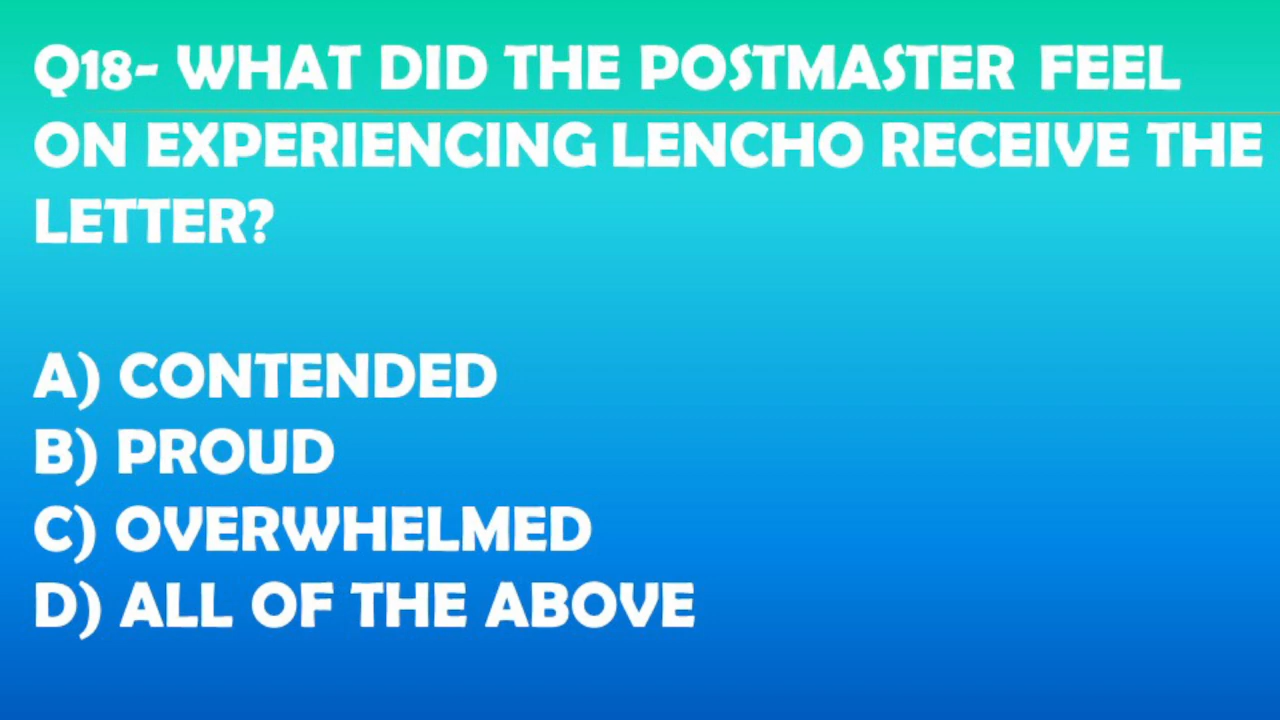 Q18- WHAT DID THE POSTMASTER FEEL
ON EXPERIENCING LENCHO RECEIVE THE
LETTER?
A) CONTENDED
B) PROUD
C) OVERWHELMED
D) ALL OF THE ABOVE